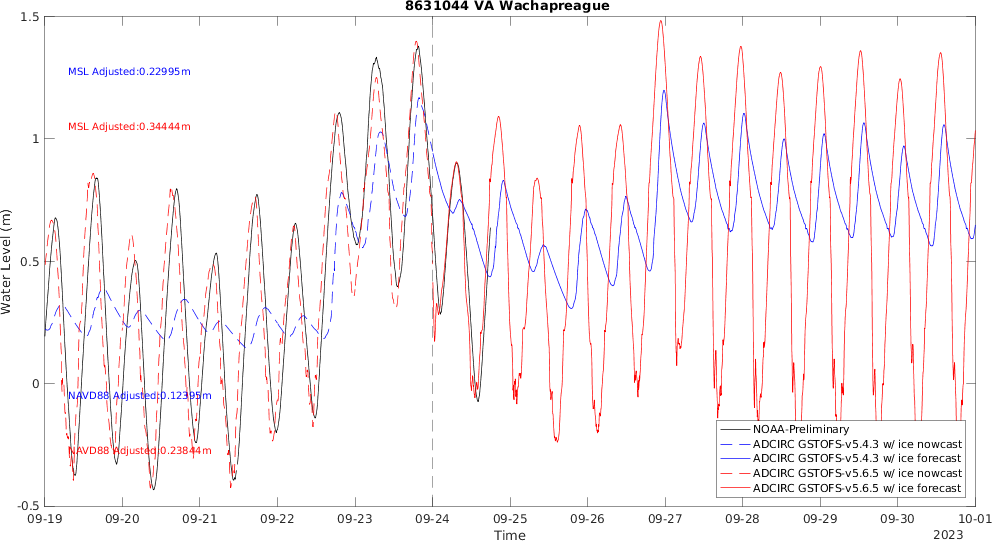 8631044 VA Wachapreague
1.5
1
0.5
0
-0.5
Water Level (m)
MSL Adjusted:0.22995m
MSL Adjusted:0.34444m
NAVD88 Adjusted:0.12395m
NAVD88 Adjusted:0.23844m
NOAA-Preliminary
ADCIRC GSTOFS-v5.4.3 w/ ice nowcast
ADCIRC GSTOFS-v5.4.3 w/ ice forecast
ADCIRC GSTOFS-v5.6.5 w/ ice nowcast
ADCIRC GSTOFS-v5.6.5 w/ ice forecast
09-19 09-20 09-21 09-22 09-23 09-24 09-25 09-26 09-27 09-28 09-29 09-30 10-01
Time
2023